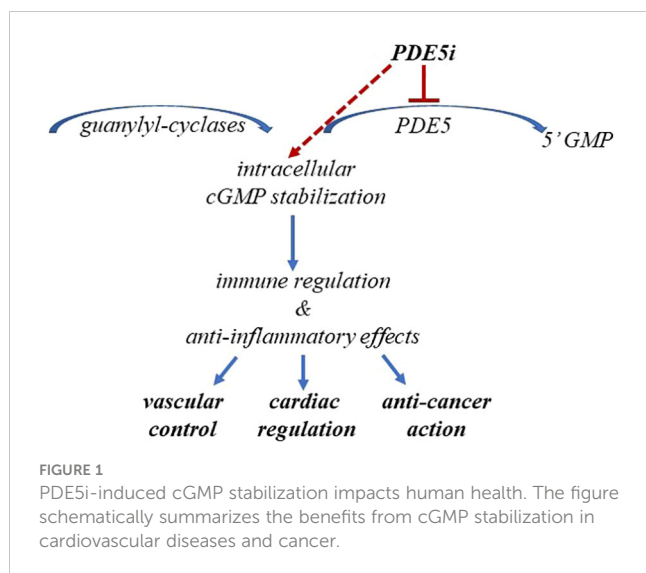 PDE5i
guanylyl-cyclases
PDE5
5’ GMP
intracellular
cGMP stabilization
immune regulation
&
anti-inflammatory effects
vascular
control
cardiac
regulation
anti-cancer
action
FIGURE 1
PDE5i-induced cGMP stabilization impacts human health. The figure
schematically summarizes the benefits from cGMP stabilization in
cardiovascular diseases and cancer.